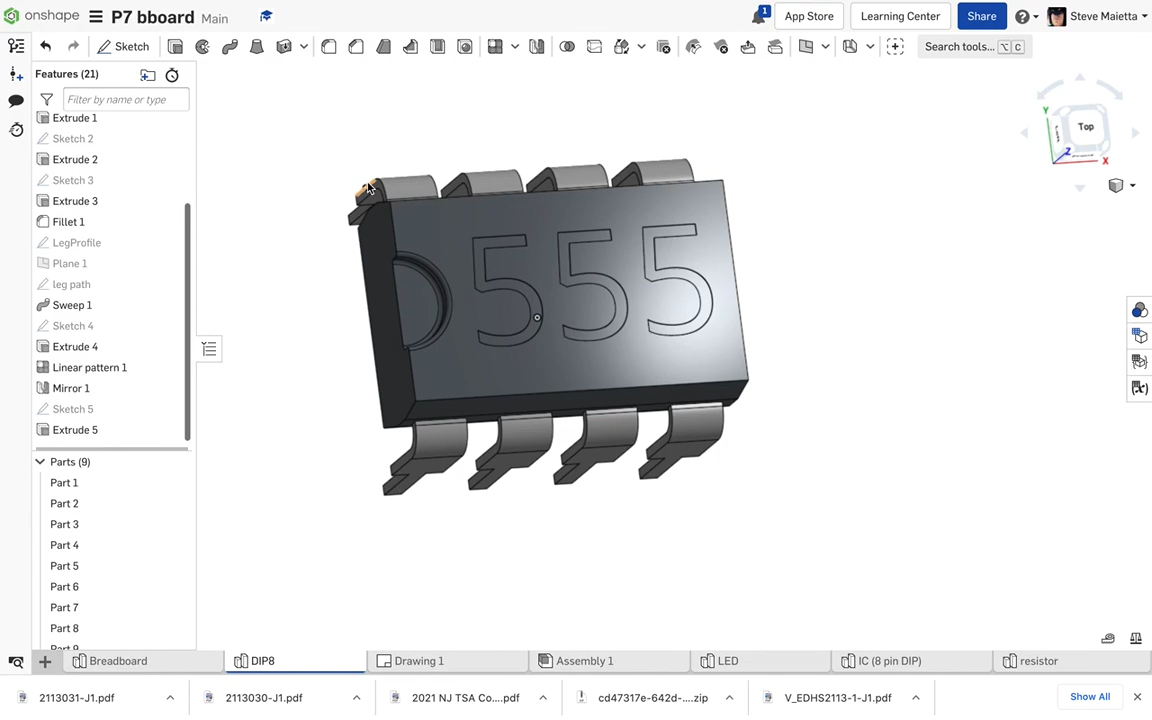 onshape P7 bboard Main 1 App Store Learning Center Share Steve Maietta
Sketch Search tools... ⌥ C
Features (21)
Filter by name or type
Extrude 1
Sketch 2
Extrude 2
Sketch 3
Extrude 3
Fillet 1
LegProfile
Plane 1
leg path
Sweep 1
Sketch 4
Extrude 4
Linear pattern 1
Mirror 1
Sketch 5
Extrude 5
Parts (9)
Part 1
Part 2
Part 3
Part 4
Part 5
Part 6
Part 7
Part 8
Part 9
555
Y
Top
Z
X
(x)
Breadboard DIP8 Drawing 1 Assembly 1 LED IC (8 pin DIP) resistor
2113031-J1.pdf 2113030-J1.pdf 2021 NJ TSA Co....pdf cd47317e-642d-....zip V_EDHS2113-1-J1.pdf Show All